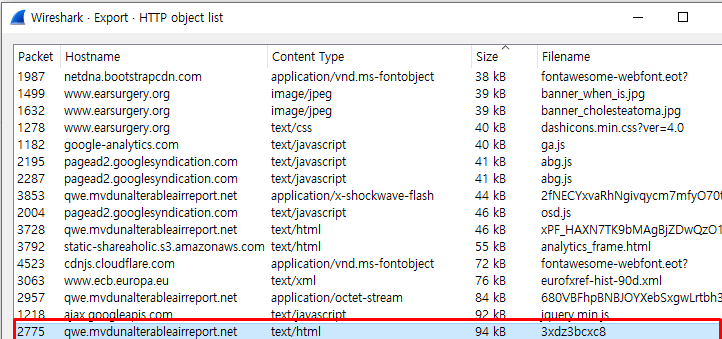 Wireshark · Export · HTTP object list
Packet Hostname Content Type Size Filename
1987 netdna.bootstrapcdn.com application/vnd.ms-fontobject 38 kB fontawesome-webfont.eot?
1499 www.earsurgery.org image/jpeg 39 kB banner_when_is.jpg
1632 www.earsurgery.org image/jpeg 39 kB banner_cholesteatoma.jpg
1278 www.earsurgery.org text/css 40 kB dashicons.min.css?ver=4.0
1182 google-analytics.com text/javascript 40 kB ga.js
2195 pagead2.googlesyndication.com text/javascript 41 kB abg.js
2287 pagead2.googlesyndication.com text/javascript 41 kB abg.js
3853 qwe.mvdunalterableairreport.net application/x-shockwave-flash 44 kB 2fNECYxvaRhNgivqycm7mfyO70t
2004 pagead2.googlesyndication.com text/javascript 46 kB osd.js
3728 qwe.mvdunalterableairreport.net text/html 46 kB xPF_HAXN7TK9bMAgBjZDwQzO1
3792 static-shareaholic.s3.amazonaws.com text/html 55 kB analytics_frame.html
4523 cdnjs.cloudflare.com application/vnd.ms-fontobject 72 kB fontawesome-webfont.eot?
3063 www.ecb.europa.eu text/xml 76 kB eurofxref-hist-90d.xml
2957 qwe.mvdunalterableairreport.net application/octet-stream 84 kB 680VBFhpBNBJOYXebSxgwLrtbh3
1218 ajax.googleapis.com text/javascript 92 kB jquery.min.js
2775 qwe.mvdunalterableairreport.net text/html 94 kB 3xdz3bcxc8